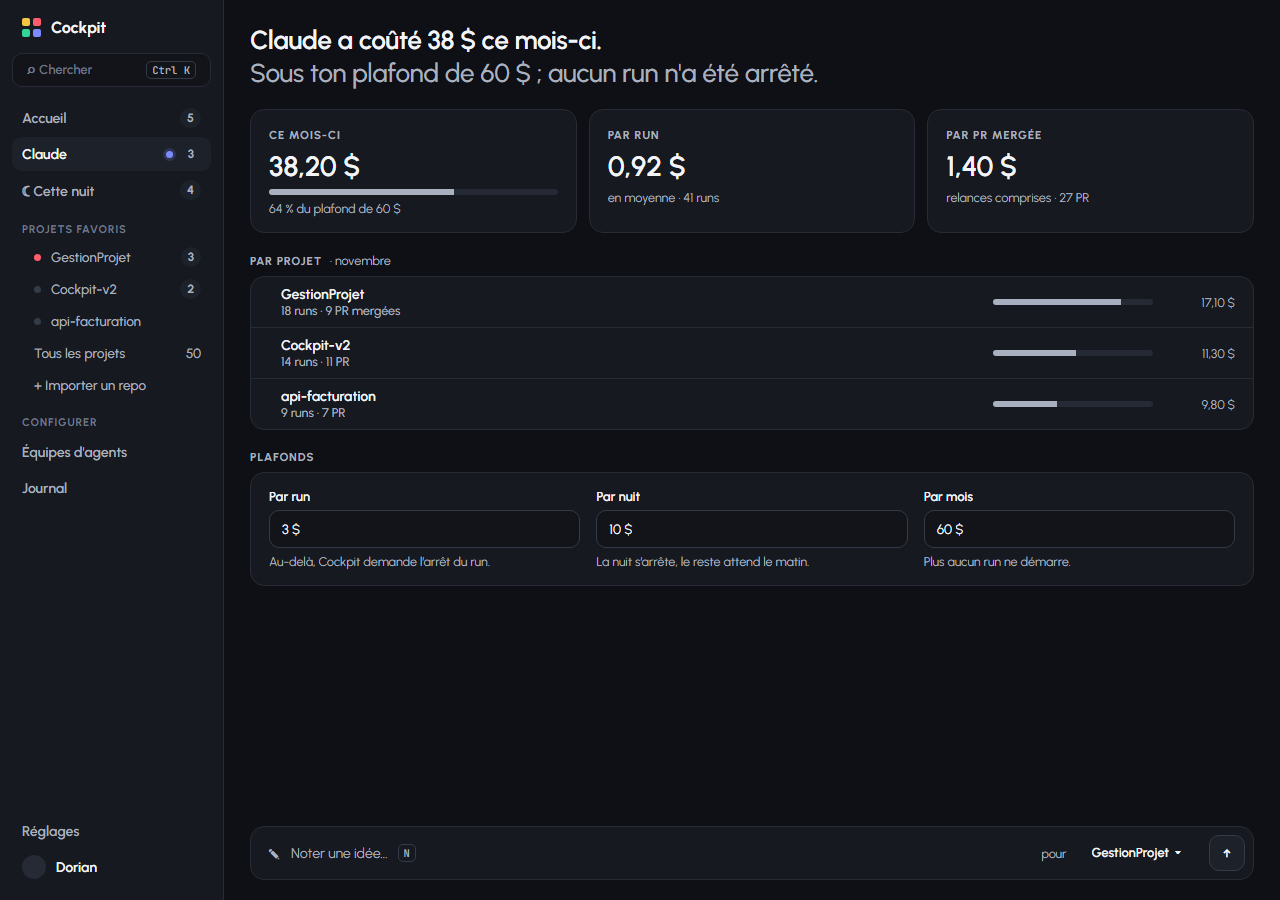 Cockpit
Chercher Ctrl K
Accueil 5
Claude 3
Cette nuit 4
PROJETS FAVORIS
GestionProjet 3
Cockpit-v2 2
api-facturation
Tous les projets 50
+ Importer un repo
CONFIGURER
Équipes d'agents
Journal
Réglages
Dorian
Claude a coûté 38 $ ce mois-ci.
Sous ton plafond de 60 $ ; aucun run n'a été arrêté.
CE MOIS-CI
38,20 $
64 % du plafond de 60 $
PAR RUN
0,92 $
en moyenne · 41 runs
PAR PR MERGÉE
1,40 $
relances comprises · 27 PR
PAR PROJET · novembre
GestionProjet
18 runs · 9 PR mergées
17,10 $
Cockpit-v2
14 runs · 11 PR
11,30 $
api-facturation
9 runs · 7 PR
9,80 $
PLAFONDS
Par run
3 $
Au-delà, Cockpit demande l'arrêt du run.
Par nuit
10 $
La nuit s'arrête, le reste attend le matin.
Par mois
60 $
Plus aucun run ne démarre.
Noter une idée... N
pour GestionProjet